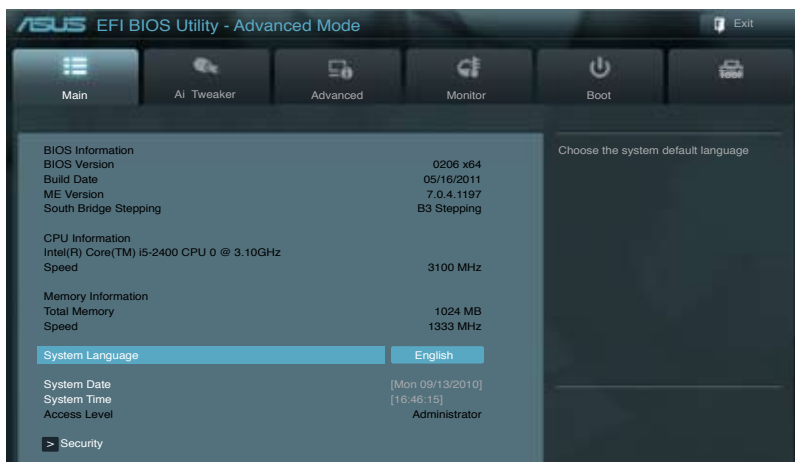 ASUS EFI BIOS Utility - Advanced Mode
Exit
Main
Ai Tweaker
Advanced
Monitor
Boot
Tool
Choose the system default language
BIOS Information
BIOS Version 0206 x64
Build Date 05/16/2011
ME Version 7.0.4.1197
South Bridge Stepping B3 Stepping
CPU Information
Intel(R) Core(TM) i5-2400 CPU 0 @ 3.10GHz
Speed 3100 MHz
Memory Information
Total Memory 1024 MB
Speed 1333 MHz
System Language English
System Date [Mon 09/13/2010]
System Time [16:46:15]
Access Level Administrator
> Security